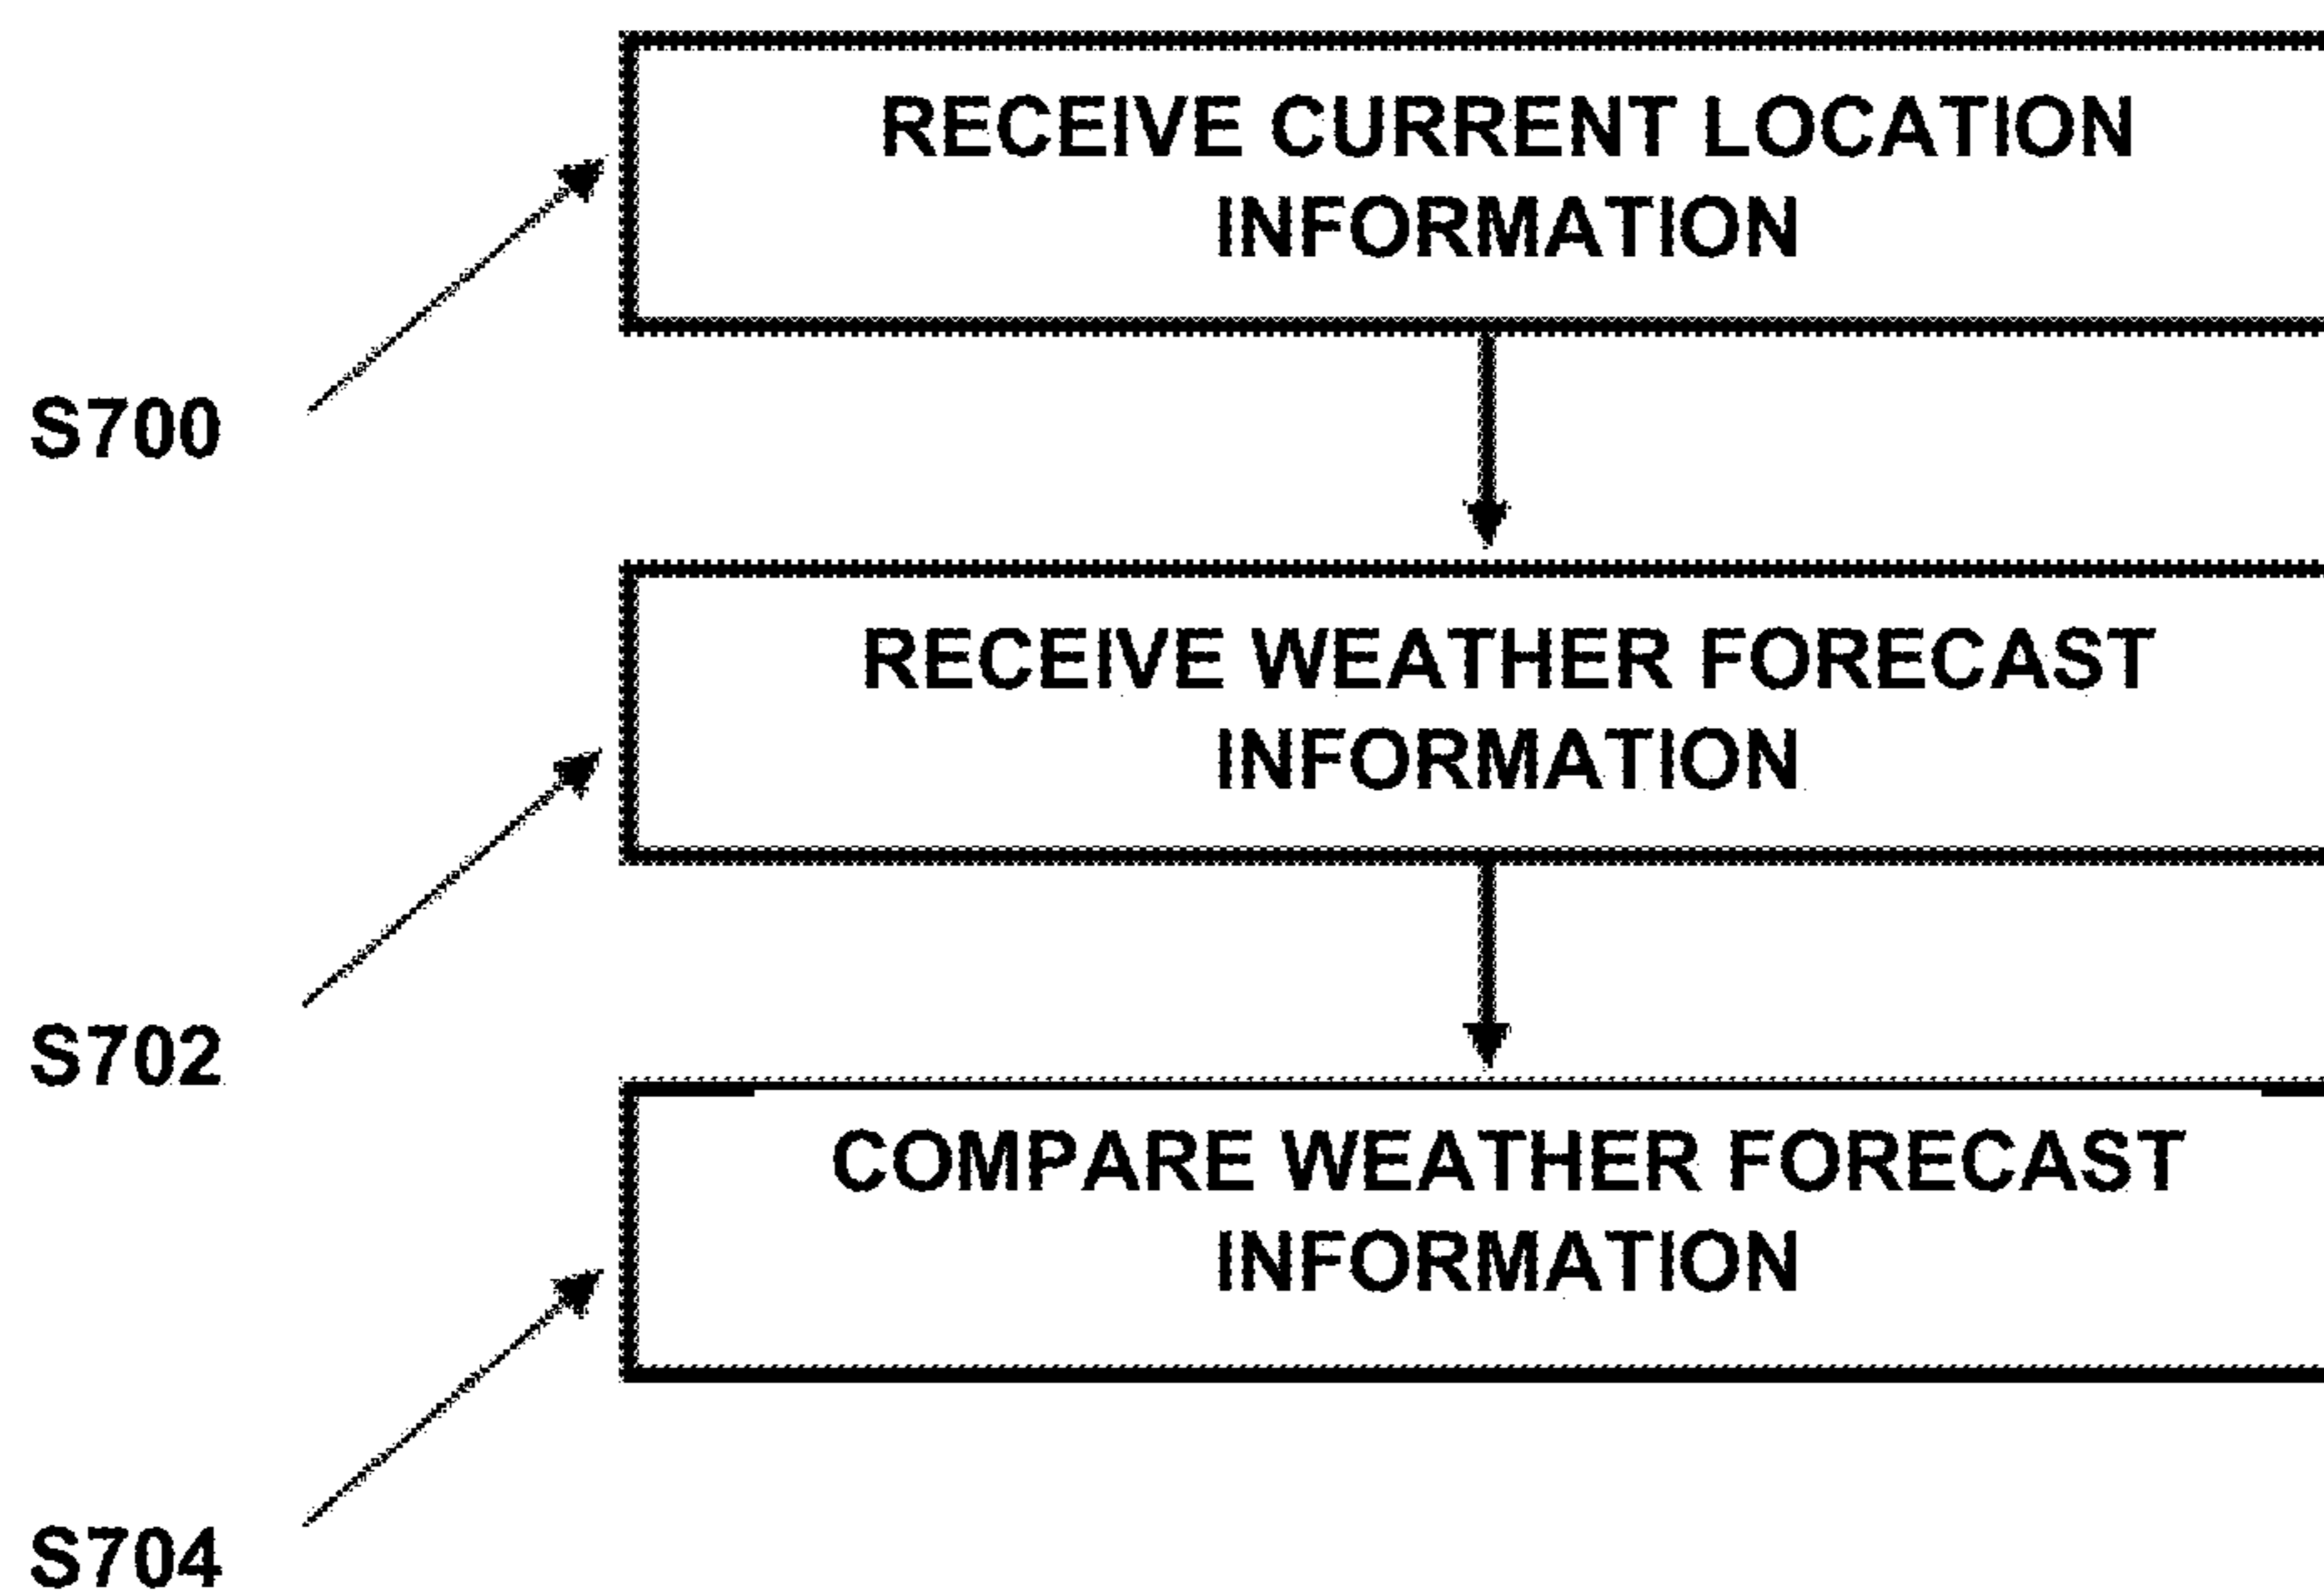 RECEIVE CURRENT LOCATION
INFORMATION
S700
RECEIVE WEATHER FORECAST
INFORMATION
S702
COMPARE WEATHER FORECAST
INFORMATION
S704